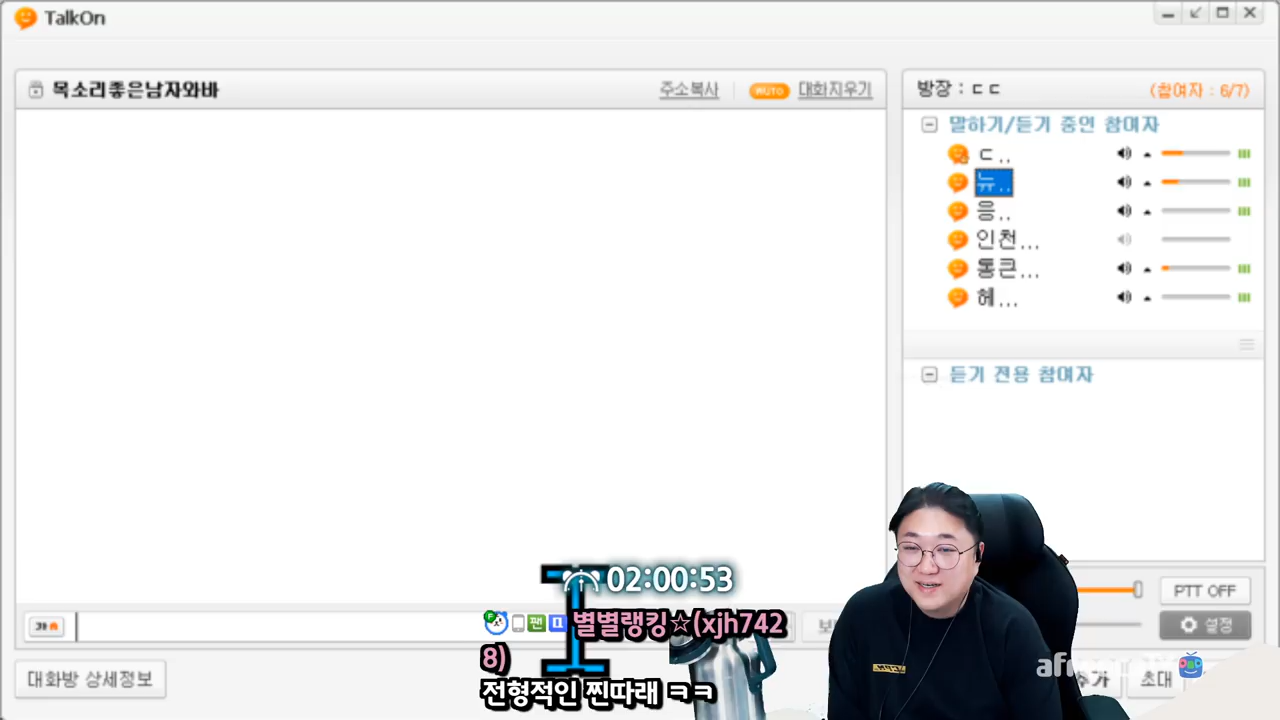 TalkOn
목소리좋은남자와바
주소복사
AUTO
대화지우기
방장 : ㄷㄷ
(참여자 : 6/7)
말하기/듣기 중인 참여자
ㄷ..
뉴..
응..
인천...
통큰...
헤...
듣기 전용 참여자
PTT OFF
설정
02:00:53
팬
별별랭킹☆(xjh742
8)
전형적인 찐따래 ㅋㅋ
대화방 상세정보
초대